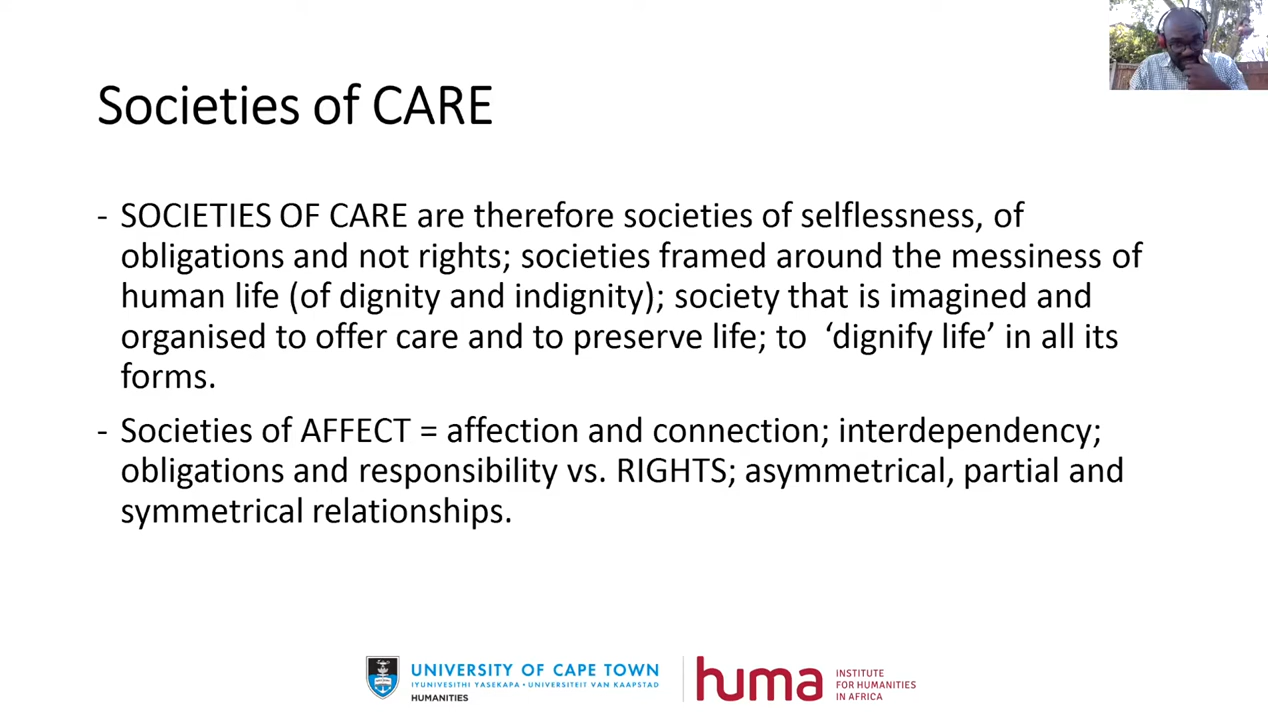 Societies of CARE
- SOCIETIES OF CARE are therefore societies of selflessness, of
obligations and not rights; societies framed around the messiness of
human life (of dignity and indignity); society that is imagined and
organised to offer care and to preserve life; to ‘dignify life’ in all its
forms.
- Societies of AFFECT = affection and connection; interdependency;
obligations and responsibility vs. RIGHTS; asymmetrical, partial and
symmetrical relationships.
UNIVERSITY OF CAPE TOWN
IYUNIVESITHI YASEKAPA • UNIVERSITEIT VAN KAAPSTAD
HUMANITIES
huma
INSTITUTE
FOR HUMANITIES
IN AFRICA